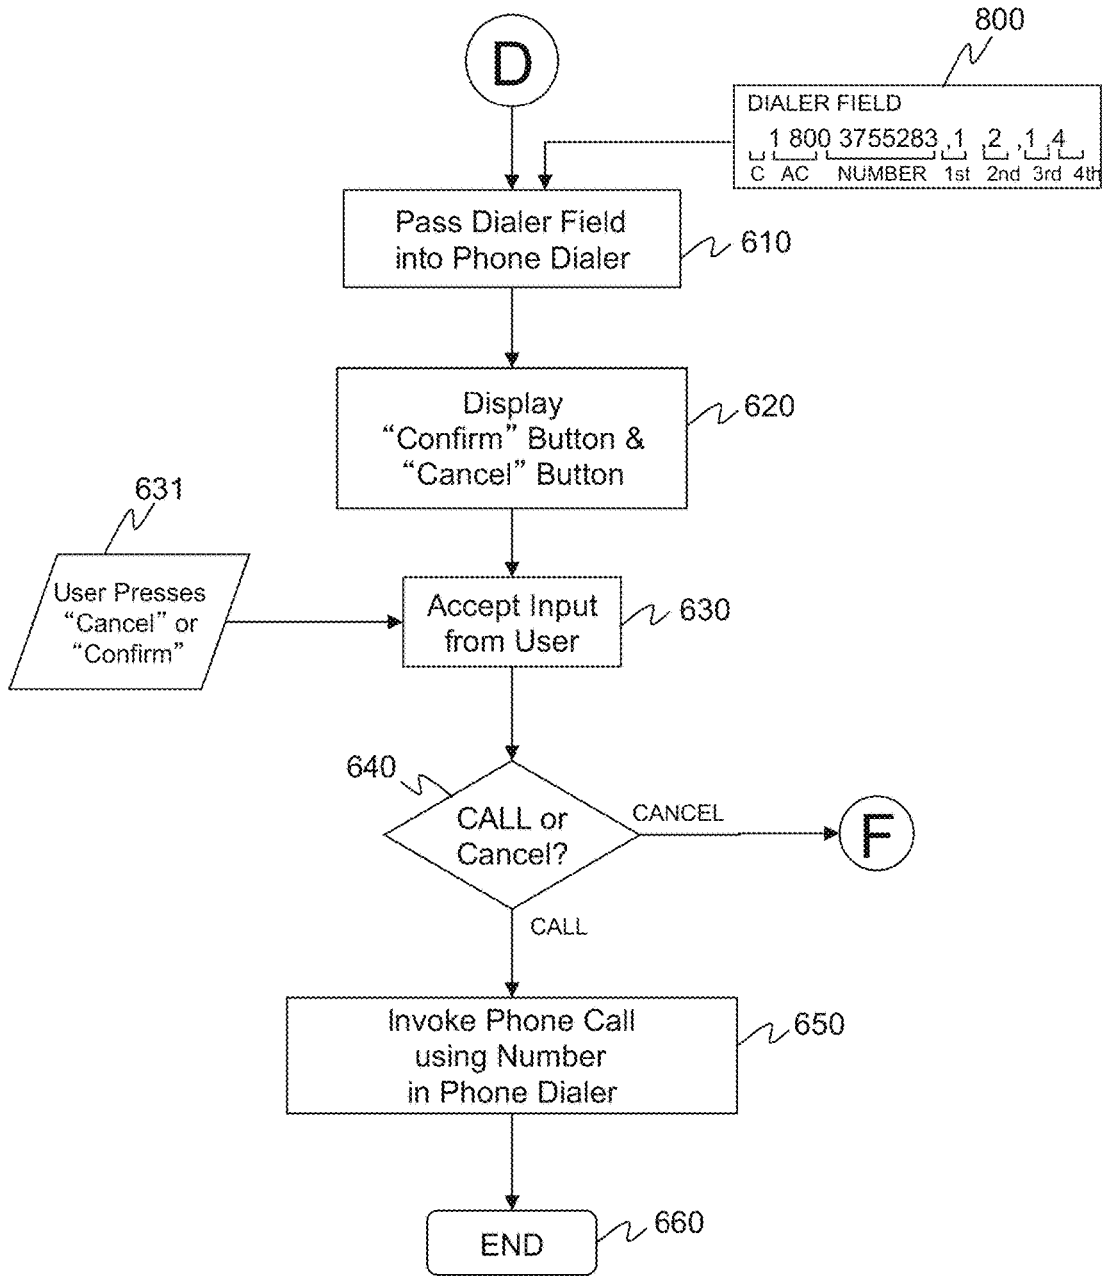 D
800
DIALER FIELD
1 800 3755283 ,1 ,2 ,1 ,4
C AC NUMBER 1st 2nd 3rd 4th
Pass Dialer Field
into Phone Dialer
610
Display
“Confirm” Button &
“Cancel” Button
620
631
User Presses
“Cancel” or
“Confirm”
Accept Input
from User
630
640
CALL or
Cancel?
CANCEL
F
CALL
Invoke Phone Call
using Number
in Phone Dialer
650
END
660